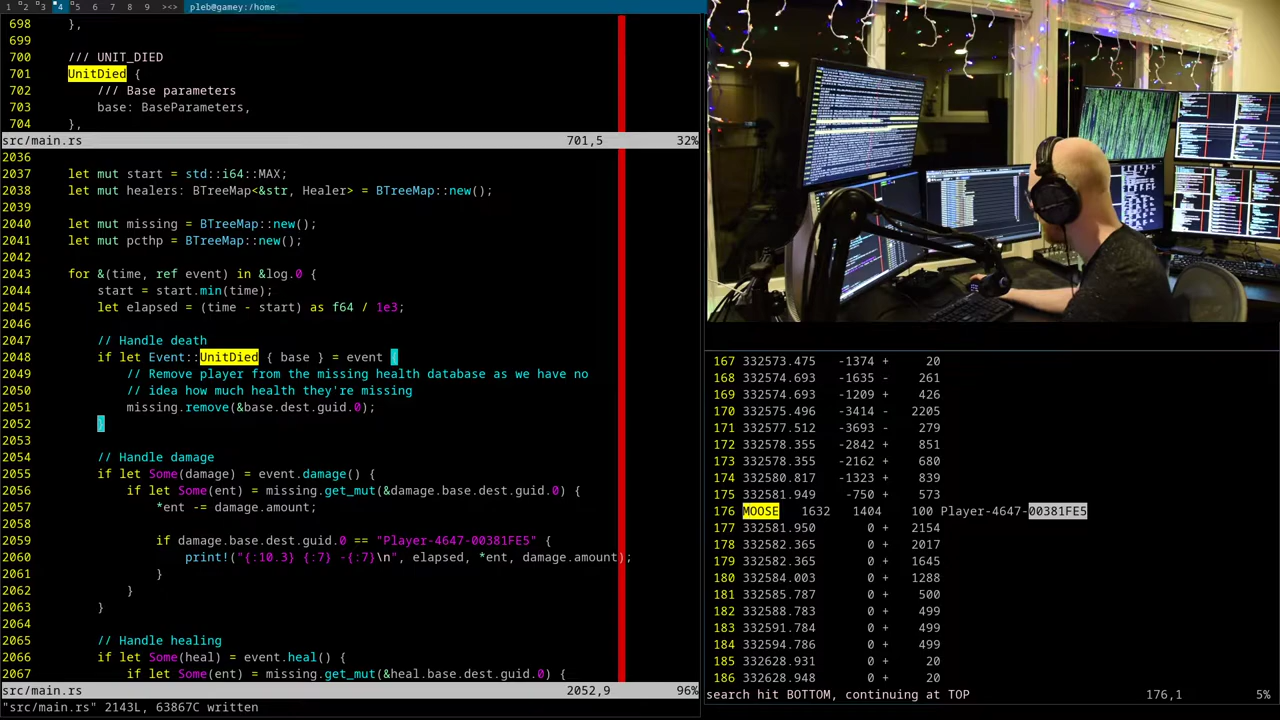 1 2 3 4 5 6 7 8 9 ><> pleb@gamey:/home
698 },
699
700 /// UNIT_DIED
701 UnitDied {
702 /// Base parameters
703 base: BaseParameters,
704 },
src/main.rs 701,5 32%
2036
2037 let mut start = std::i64::MAX;
2038 let mut healers: BTreeMap<&str, Healer> = BTreeMap::new();
2039
2040 let mut missing = BTreeMap::new();
2041 let mut pcthp = BTreeMap::new();
2042
2043 for &(time, ref event) in &log.0 {
2044 start = start.min(time);
2045 let elapsed = (time - start) as f64 / 1e3;
2046
2047 // Handle death
2048 if let Event::UnitDied { base } = event {
2049 // Remove player from the missing health database as we have no
2050 // idea how much health they're missing
2051 missing.remove(&base.dest.guid.0);
2052 }
2053
2054 // Handle damage
2055 if let Some(damage) = event.damage() {
2056 if let Some(ent) = missing.get_mut(&damage.base.dest.guid.0) {
2057 *ent -= damage.amount;
2058
2059 if damage.base.dest.guid.0 == "Player-4647-00381FE5" {
2060 print!("{:10.3} {:7} -{:7}\n", elapsed, *ent, damage.amount);
2061 }
2062 }
2063 }
2064
2065 // Handle healing
2066 if let Some(heal) = event.heal() {
2067 if let Some(ent) = missing.get_mut(&heal.base.dest.guid.0) {
src/main.rs 2052,9 96%
"src/main.rs" 2143L, 63867C written
167 332573.475 -1374 + 20
168 332574.693 -1635 - 261
169 332574.693 -1209 + 426
170 332575.496 -3414 - 2205
171 332577.512 -3693 - 279
172 332578.355 -2842 + 851
173 332578.355 -2162 + 680
174 332580.817 -1323 + 839
175 332581.949 -750 + 573
176 MOOSE 1632 1404 100 Player-4647-00381FE5
177 332581.950 0 + 2154
178 332582.365 0 + 2017
179 332582.365 0 + 1645
180 332584.003 0 + 1288
181 332585.787 0 + 500
182 332588.783 0 + 499
183 332591.784 0 + 499
184 332594.786 0 + 499
185 332628.931 0 + 20
186 332628.948 0 + 20
search hit BOTTOM, continuing at TOP 176,1 5%